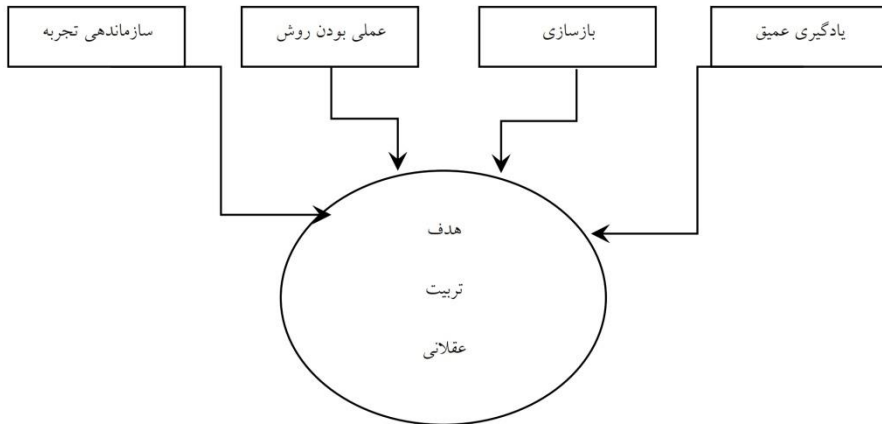 یادگیری عمیق
بازسازی
عملی بودن روش
سازماندهی تجربه
هدف
تربیت
عقلانی